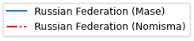 Russian Federation (Mase)
Russian Federation (Nomisma)